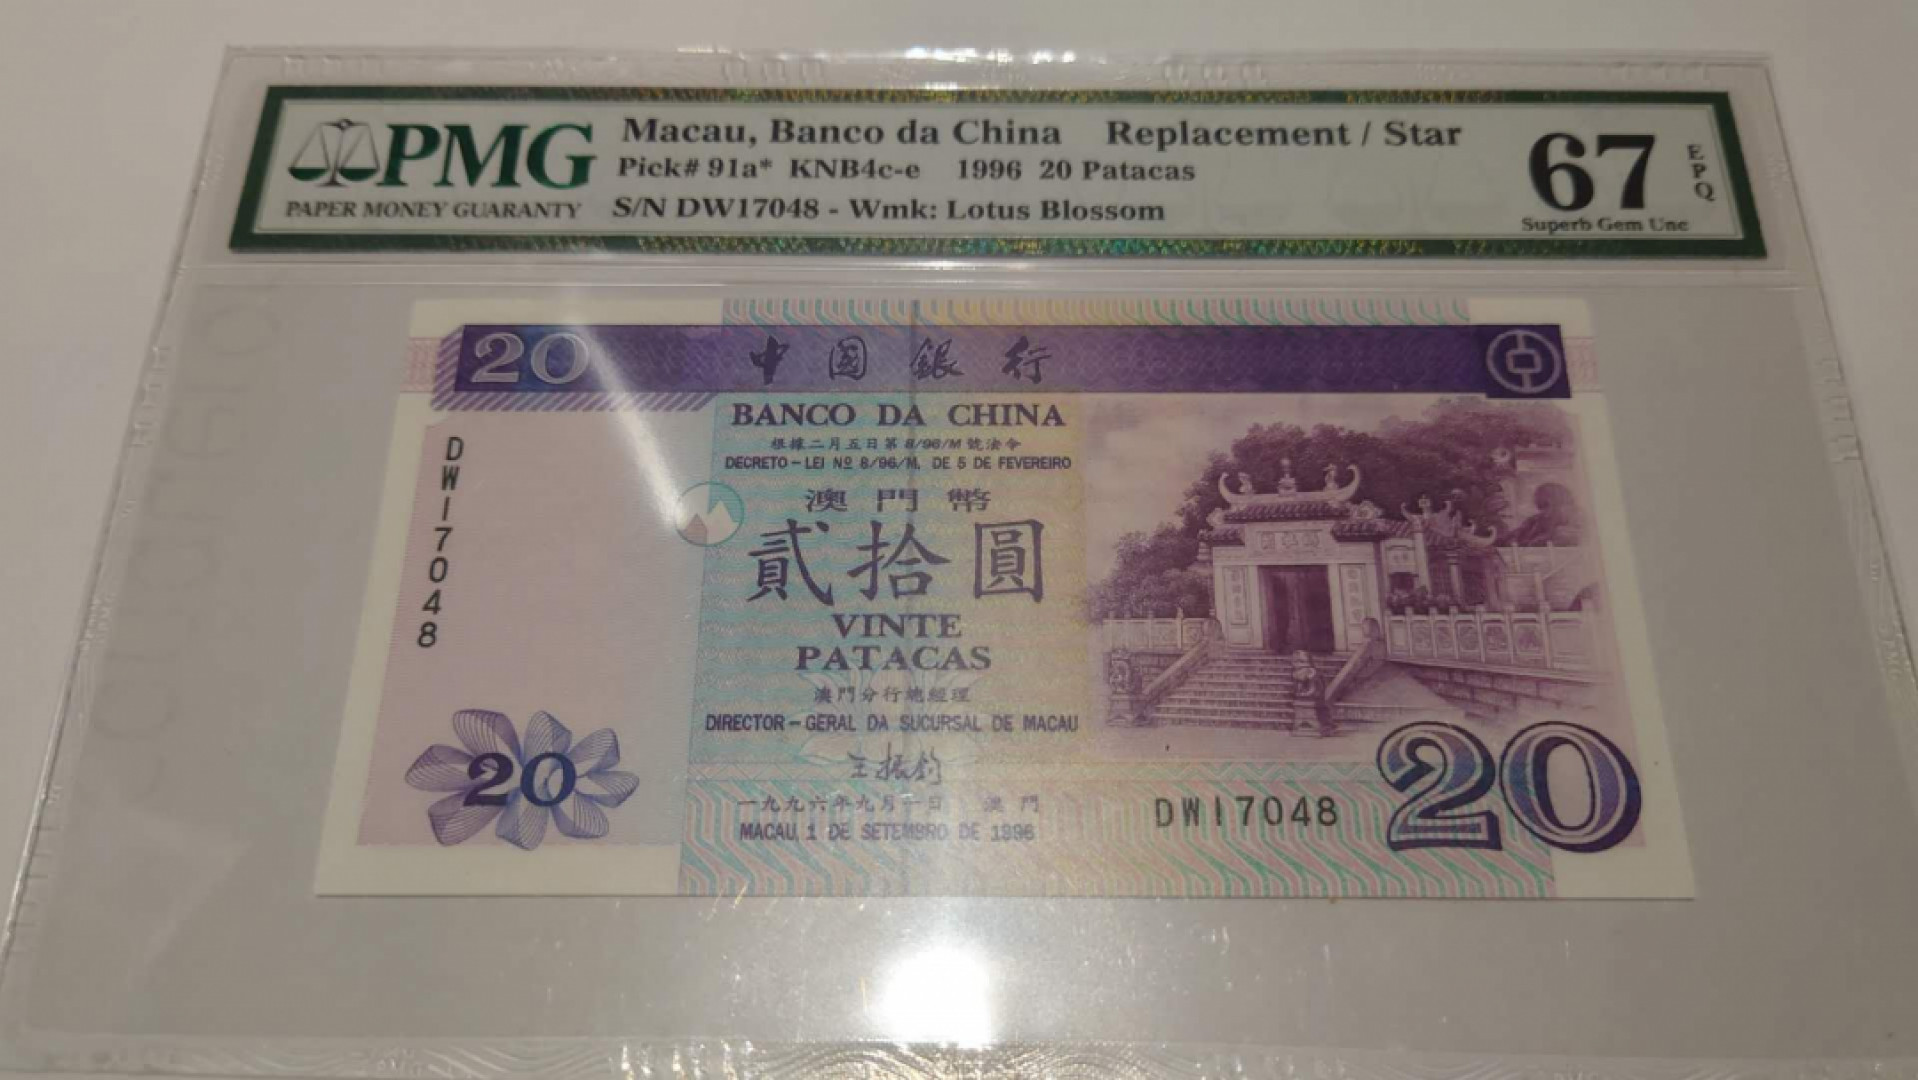 PMG
PAPER MONEY GUARANTY
Macau, Banco da China Replacement / Star
Pick# 91a* KNB4c-e 1996 20 Patacas
S/N DW17048 - Wmk: Lotus Blossom
67
EPQ
Superb Gem Unc
20
中國銀行
BANCO DA CHINA
根據二月五日第 8/96/M 號法令
DECRETO-LEI Nº 8/96/M, DE 5 DE FEVEREIRO
DW17048
澳門幣
貳拾圓
VINTE
PATACAS
澳門分行總經理
DIRECTOR-GERAL DA SUCURSAL DE MACAU
王振鈞
20
一九九六年九月一日 澳門
MACAU, 1 DE SETEMBRO DE 1996
DW17048
20